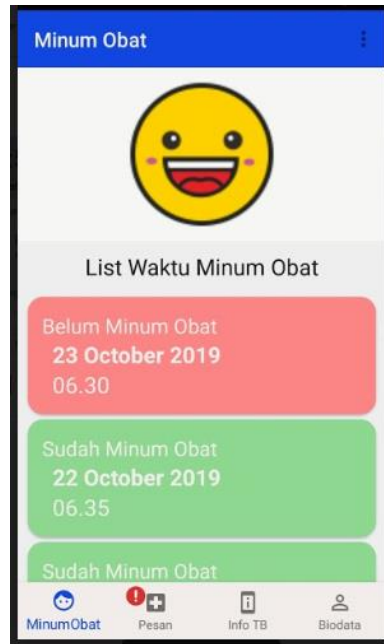 Minum Obat
List Waktu Minum Obat
Belum Minum Obat
23 October 2019
06.30
Sudah Minum Obat
22 October 2019
06.35
Sudah Minum Obat
MinumObat
Pesan
Info TB
Biodata